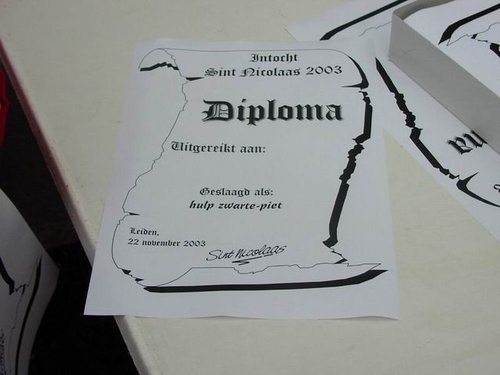 Intocht
Sint Nicolaas 2003
Diploma
Uitgereikt aan:
Geslaagd als:
hulp zwarte-piet
Leiden,
22 november 2003
Sint Nicolaas